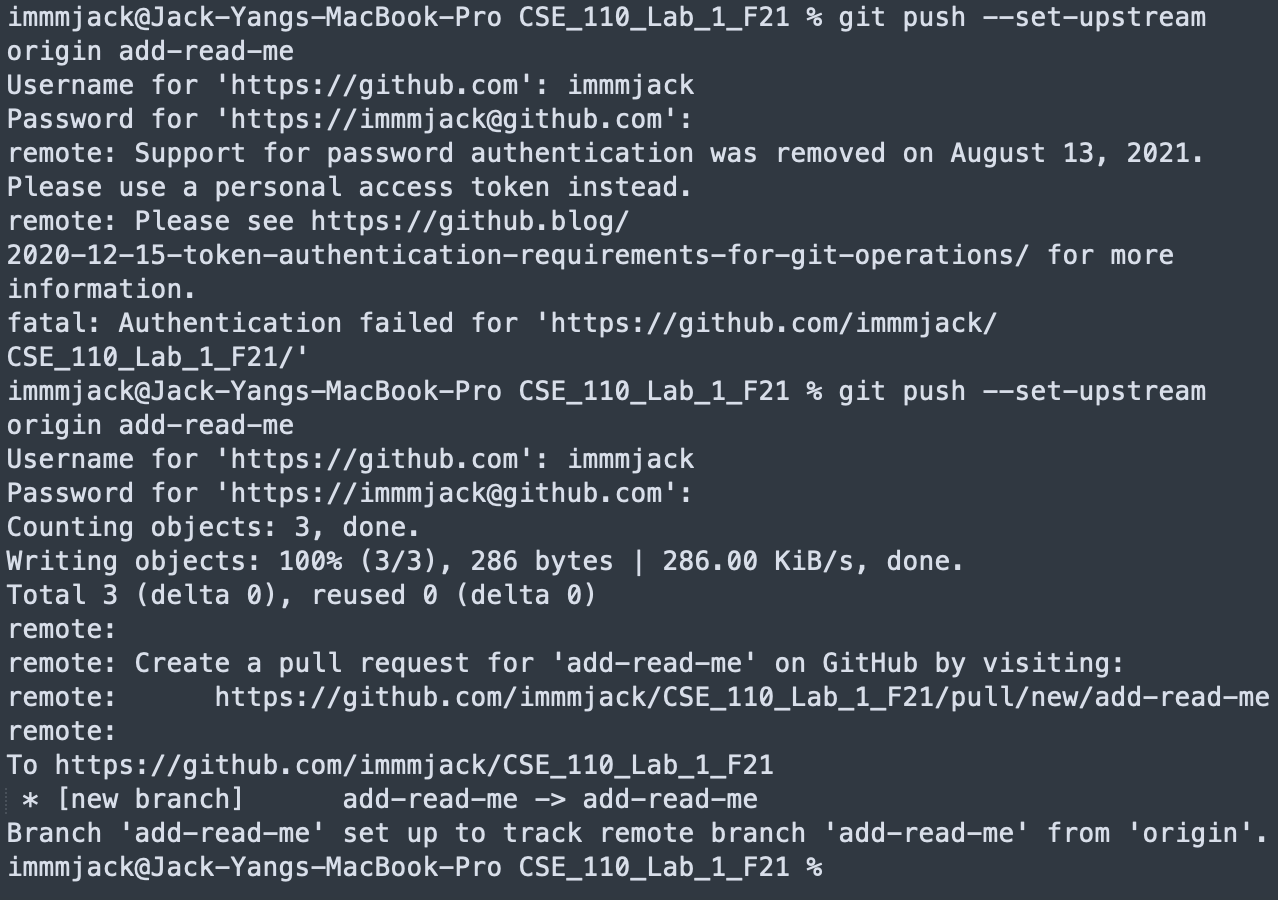 immmjack@Jack-Yangs-MacBook-Pro CSE_110_Lab_1_F21 % git push --set-upstream
origin add-read-me
Username for 'https://github.com': immmjack
Password for 'https://immmjack@github.com':
remote: Support for password authentication was removed on August 13, 2021.
Please use a personal access token instead.
remote: Please see https://github.blog/
2020-12-15-token-authentication-requirements-for-git-operations/ for more
information.
fatal: Authentication failed for 'https://github.com/immmjack/
CSE_110_Lab_1_F21/'
immmjack@Jack-Yangs-MacBook-Pro CSE_110_Lab_1_F21 % git push --set-upstream
origin add-read-me
Username for 'https://github.com': immmjack
Password for 'https://immmjack@github.com':
Counting objects: 3, done.
Writing objects: 100% (3/3), 286 bytes | 286.00 KiB/s, done.
Total 3 (delta 0), reused 0 (delta 0)
remote:
remote: Create a pull request for 'add-read-me' on GitHub by visiting:
remote:      https://github.com/immmjack/CSE_110_Lab_1_F21/pull/new/add-read-me
remote:
To https://github.com/immmjack/CSE_110_Lab_1_F21
 * [new branch]      add-read-me -> add-read-me
Branch 'add-read-me' set up to track remote branch 'add-read-me' from 'origin'.
immmjack@Jack-Yangs-MacBook-Pro CSE_110_Lab_1_F21 %